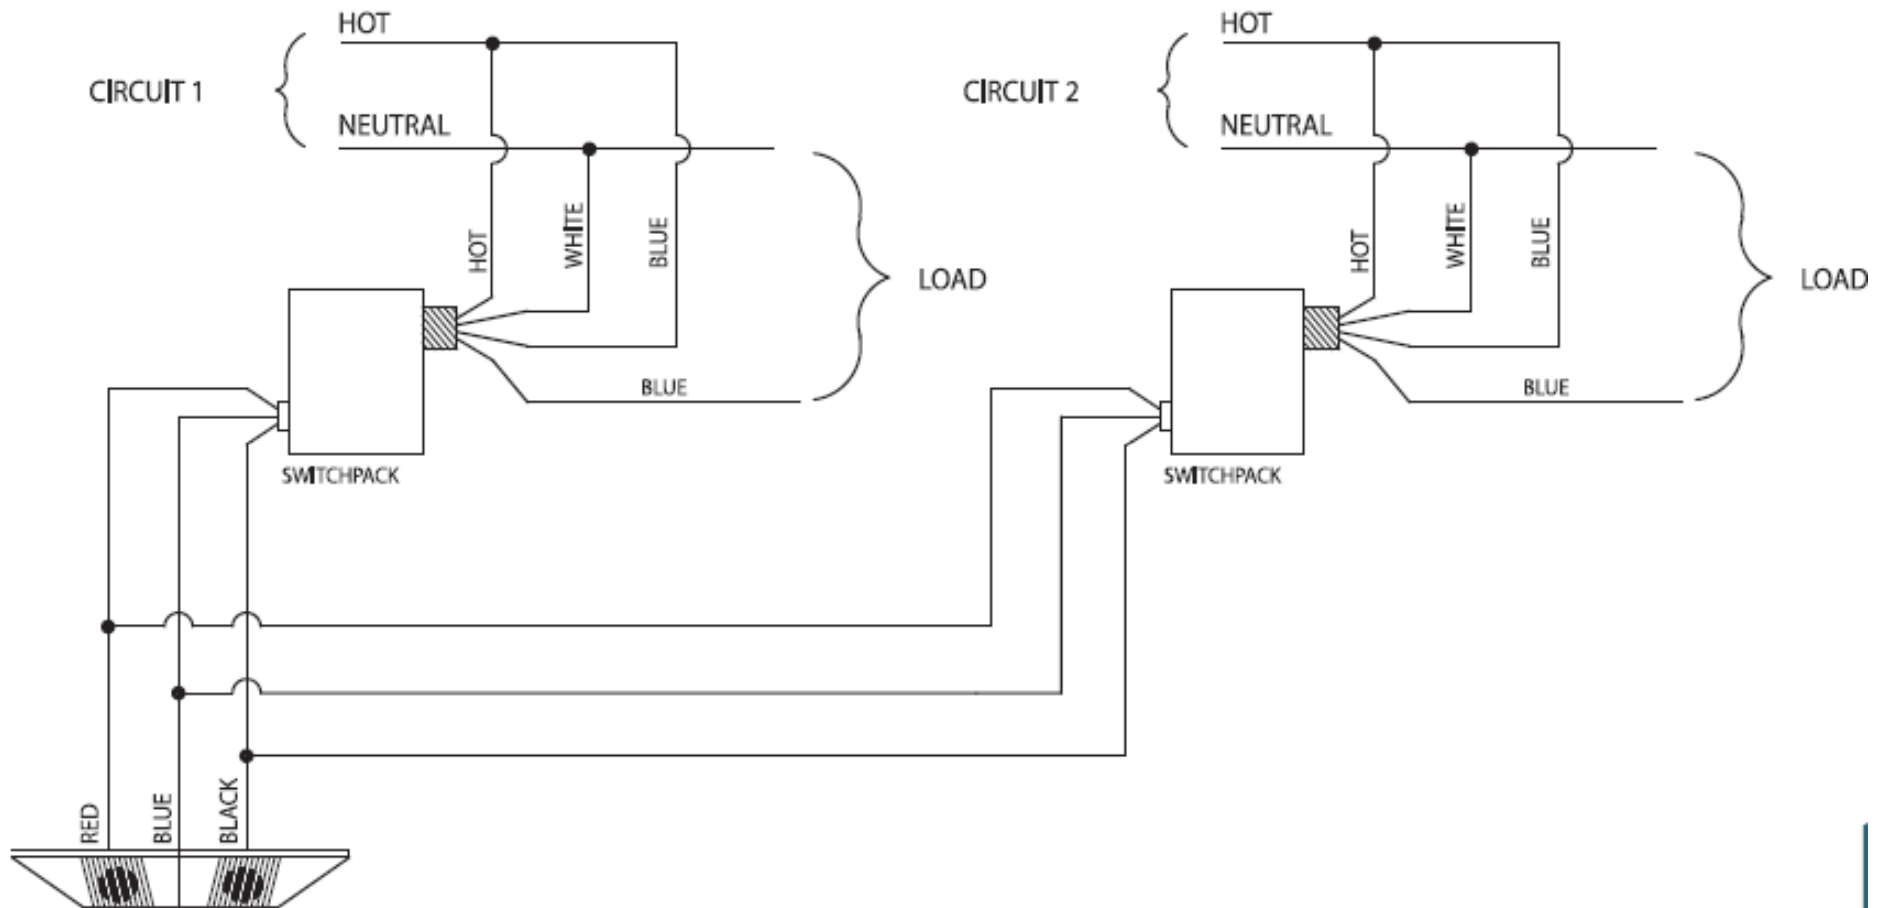 HOT
HOT
CIRCUIT 1
CIRCUIT 2
NEUTRAL
NEUTRAL
HOT
WHITE
BLUE
HOT
WHITE
BLUE
LOAD
LOAD
BLUE
BLUE
SWITCHPACK
SWITCHPACK
RED
BLUE
BLACK